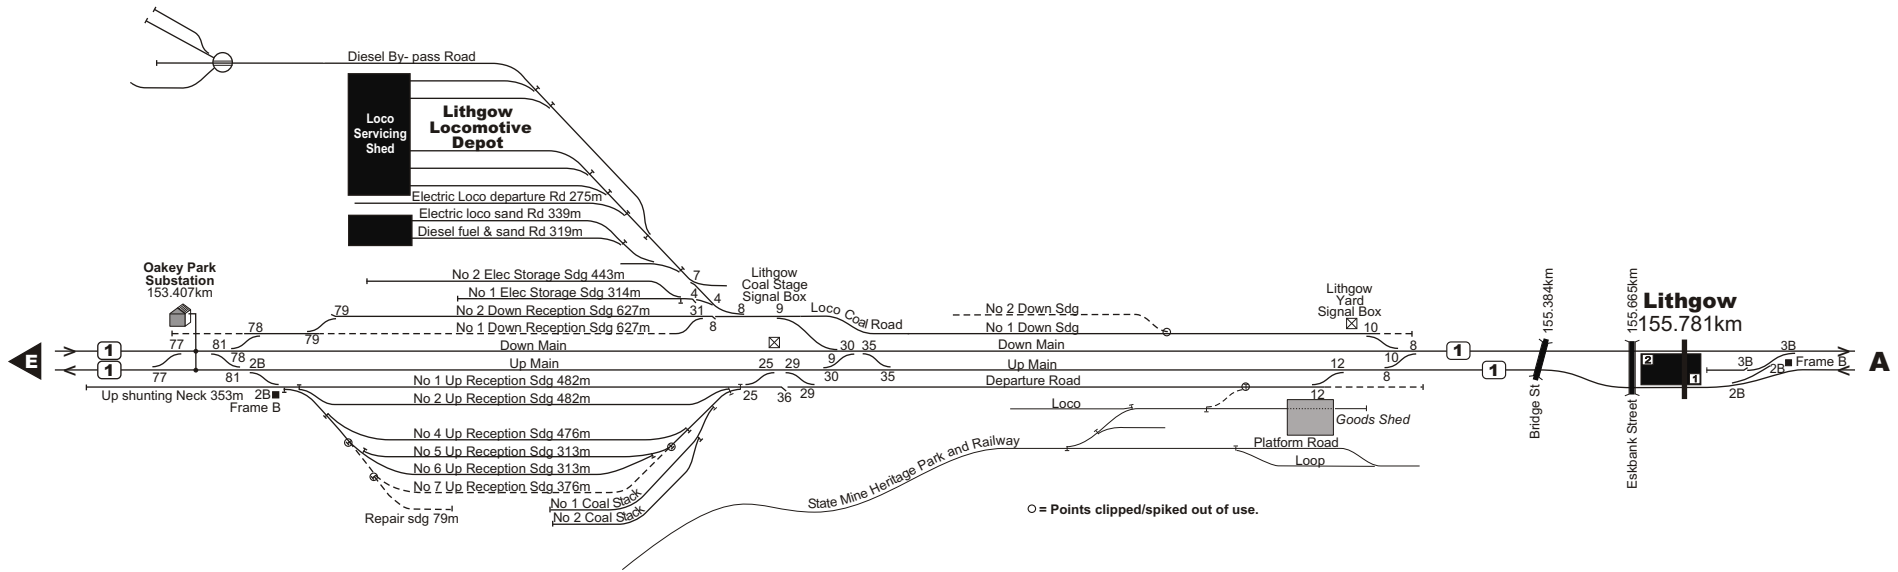 Diesel By- pass Road
Loco
Servicing
Shed
Lithgow
Locomotive
Depot
Electric Loco departure Rd 275m
Electric loco sand Rd 339m
Diesel fuel & sand Rd 319m
Oakey Park
Substation
153.407km
No 2 Elec Storage Sdg 443m
No 1 Elec Storage Sdg 314m
7
4
4
Lithgow
Coal Stage
Signal Box
79
No 2 Down Reception Sdg 627m
31
8
8
9
Loco Coal Road
No 2 Down Sdg
Lithgow
Yard
Signal Box
155.384km
155.665km
Lithgow
155.781km
78
79
No 1 Down Reception Sdg 627m
No 1 Down Sdg
10
E
1
77
81
78
Down Main
30
35
Down Main
8
1
2
3B
1
77
81
2B
Up Main
25
29
9
30
35
Up Main
12
10
8
1
1
3B
2B
Frame B
A
2B
Up shunting Neck 353m
2B
Frame B
No 1 Up Reception Sdg 482m
25
36
29
Departure Road
12
No 2 Up Reception Sdg 482m
Loco
Goods Shed
Bridge St
Eskbank Street
No 4 Up Reception Sdg 476m
No 5 Up Reception Sdg 313m
No 6 Up Reception Sdg 313m
No 7 Up Reception Sdg 376m
No 1 Coal Stack
No 2 Coal Stack
Repair sdg 79m
State Mine Heritage Park and Railway
Platform Road
Loop
= Points clipped/spiked out of use.